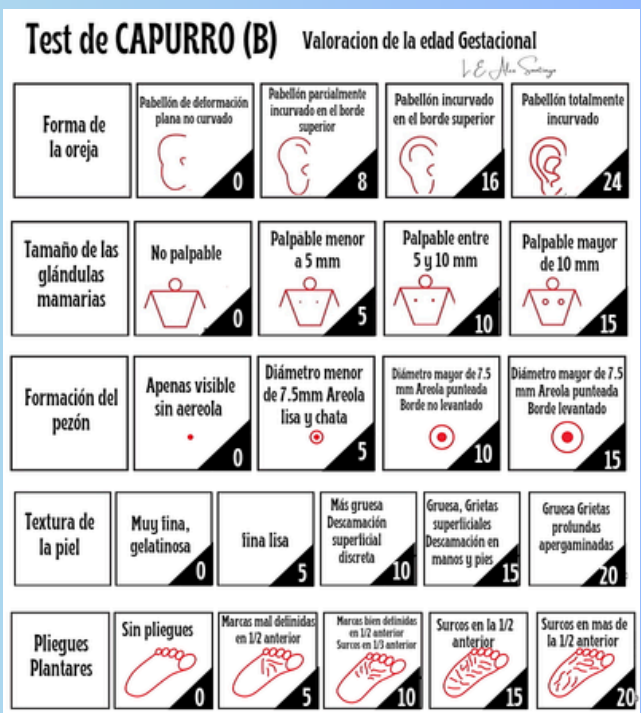 Test de CAPURRO (B) Valoracion de la edad Gestacional
L E Alex Santiago
Forma de
la oreja
Pabellón de deformación
plana no curvado
0
Pabellón parcialmente
incurvado en el borde
superior
8
Pabellón incurvado
en el borde superior
16
Pabellón totalmente
incurvado
24
Tamaño de las
glándulas
mamarias
No palpable
0
Palpable menor
a 5 mm
5
Palpable entre
5 y 10 mm
10
Palpable mayor
de 10 mm
15
Formación del
pezón
Apenas visible
sin aereola
0
Diámetro menor
de 7.5mm Areola
lisa y chata
5
Diámetro mayor de 7.5
mm Areola punteada
Borde no levantado
10
Diámetro mayor de 7.5
mm Areola punteada
Borde levantado
15
Textura de
la piel
Muy fina,
gelatinosa
0
fina lisa
5
Más gruesa
Descamación
superficial
discreta
10
Gruesa, Grietas
superficiales
Descamación en
manos y pies
15
Gruesa Grietas
profundas
apergaminadas
20
Pliegues
Plantares
Sin pliegues
0
Marcas mal definidas
en 1/2 anterior
5
Marcas bien definidas
en 1/2 anterior
Surcos en 1/3 anterior
10
Surcos en la 1/2
anterior
15
Surcos en mas de
la 1/2 anterior
20